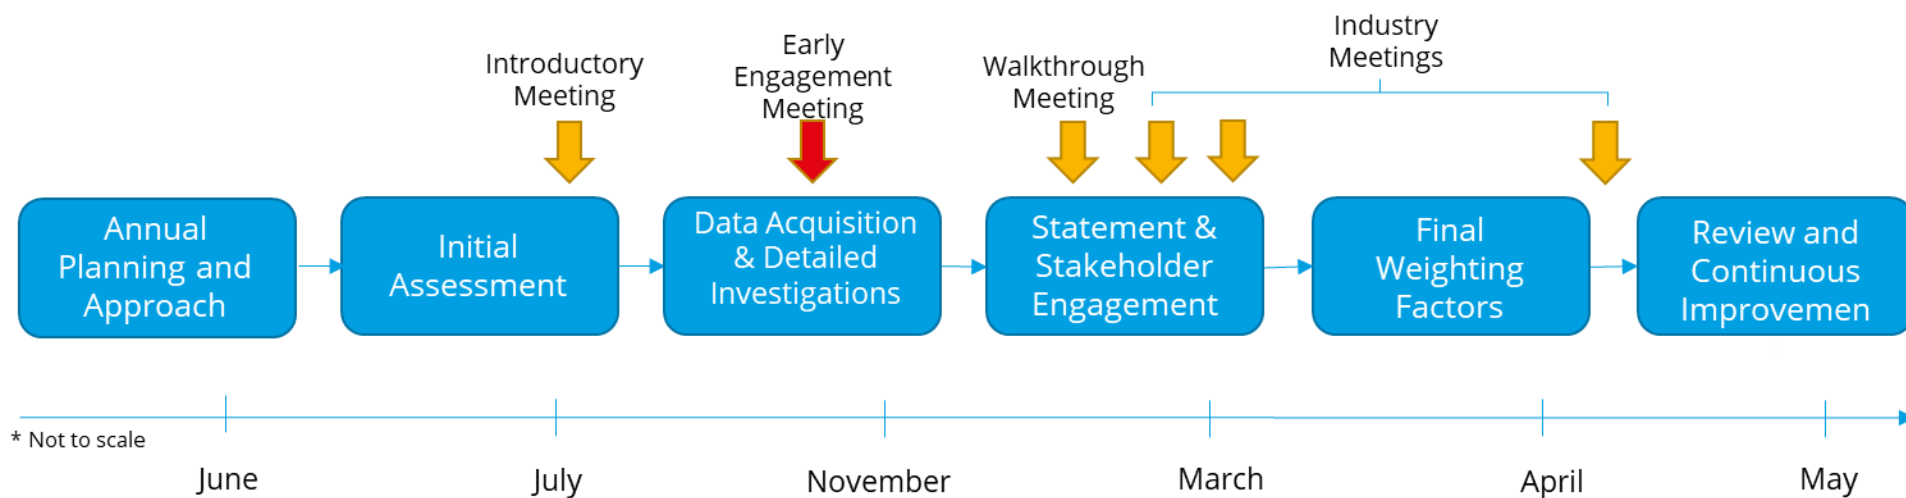 Introductory
Meeting
Early
Engagement
Meeting
Walkthrough
Meeting
Industry
Meetings
Annual
Planning and
Approach
Initial
Assessment
Data Acquisition
& Detailed
Investigations
Statement &
Stakeholder
Engagement
Final
Weighting
Factors
Review and
Continuous
Improvemen
* Not to scale
June
July
November
March
April
May